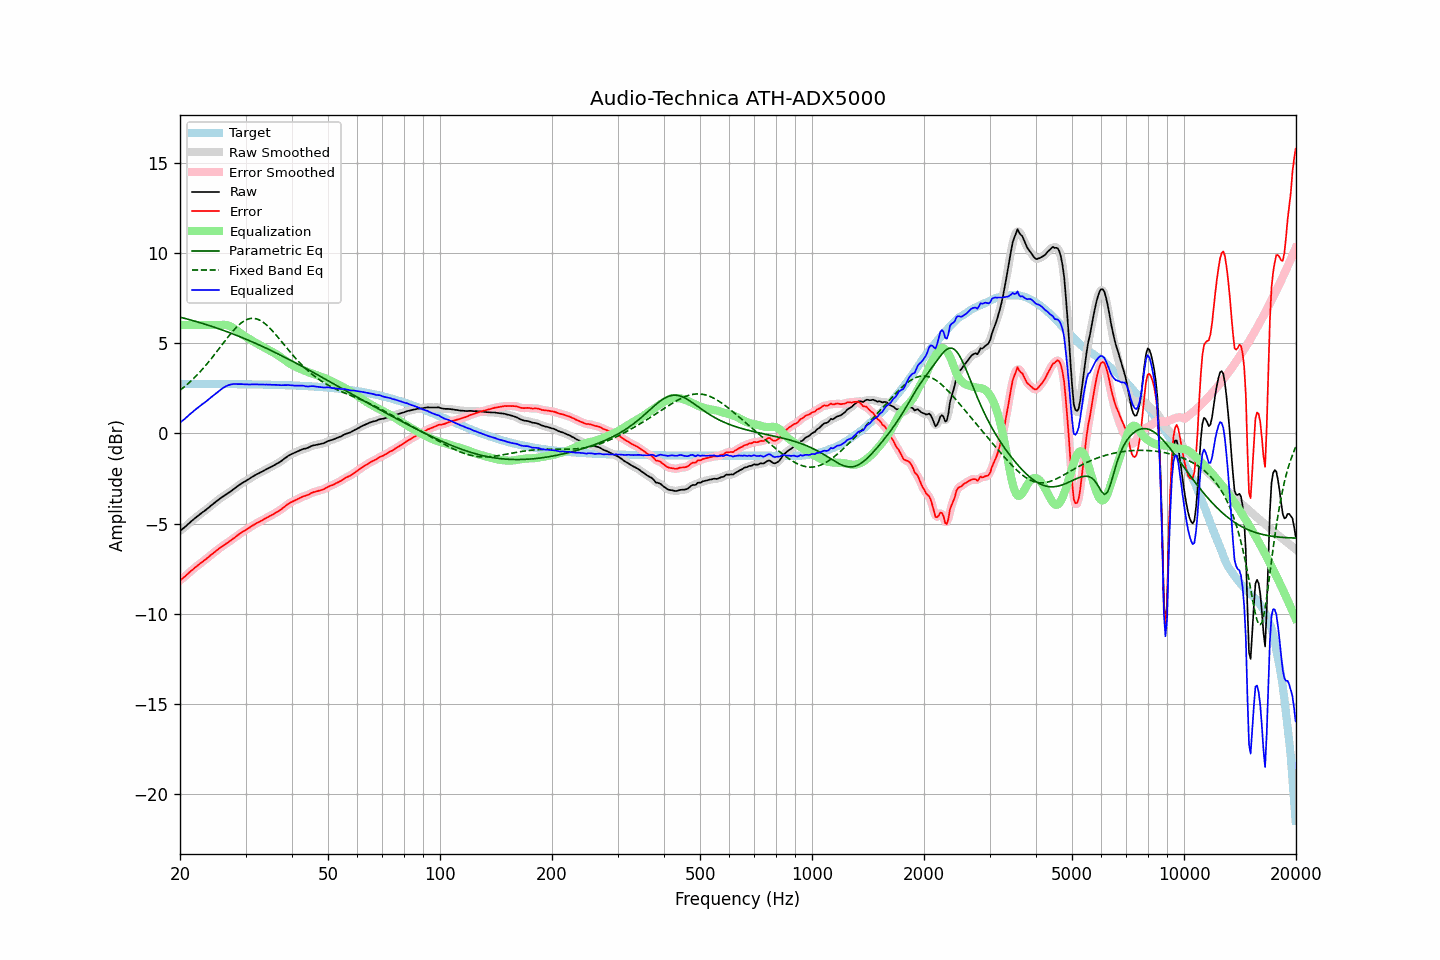 Audio-Technica ATH-ADX5000
Target
Raw Smoothed
Error Smoothed
Raw
Error
Equalization
Parametric Eq
Fixed Band Eq
Equalized
Amplitude (dBr)
15
10
5
0
−5
−10
−15
−20
20 50 100 200 500 1000 2000 5000 10000 20000
Frequency (Hz)